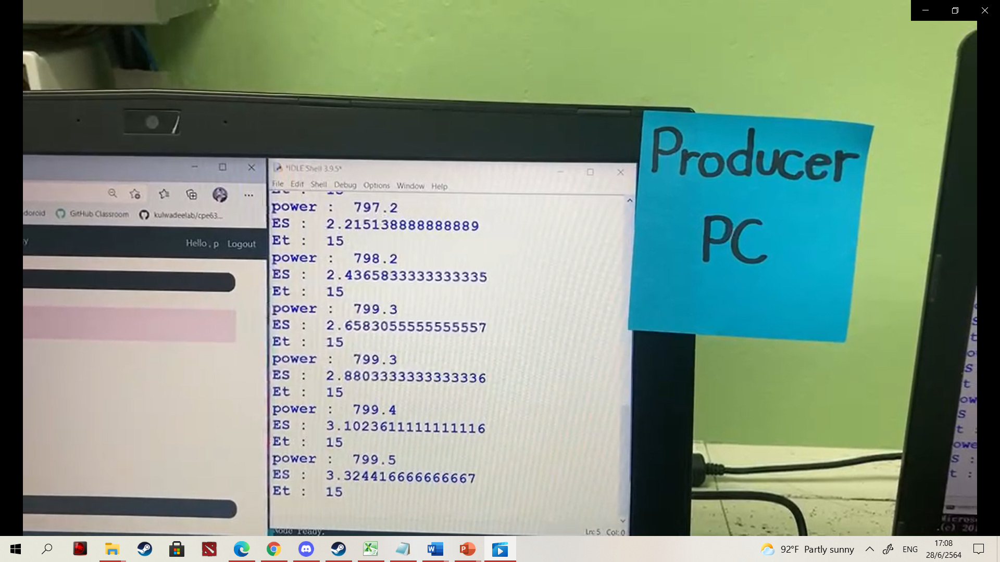 Producer
PC
*IDLE Shell 3.9.5*
File Edit Shell Debug Options Window Help
doroid GitHub Classroom kulwadeelab/cpe63...
Hello , p Logout
power : 797.2
ES : 2.215138888888889
Et : 15
power : 798.2
ES : 2.4365833333333335
Et : 15
power : 799.3
ES : 2.6583055555555557
Et : 15
power : 799.3
ES : 2.8803333333333336
Et : 15
power : 799.4
ES : 3.1023611111111116
Et : 15
power : 799.5
ES : 3.324416666666667
Et : 15
Ln: 5 Col: 0
Node ready.
(c) 20
92°F Partly sunny ENG 17:08
28/6/2564